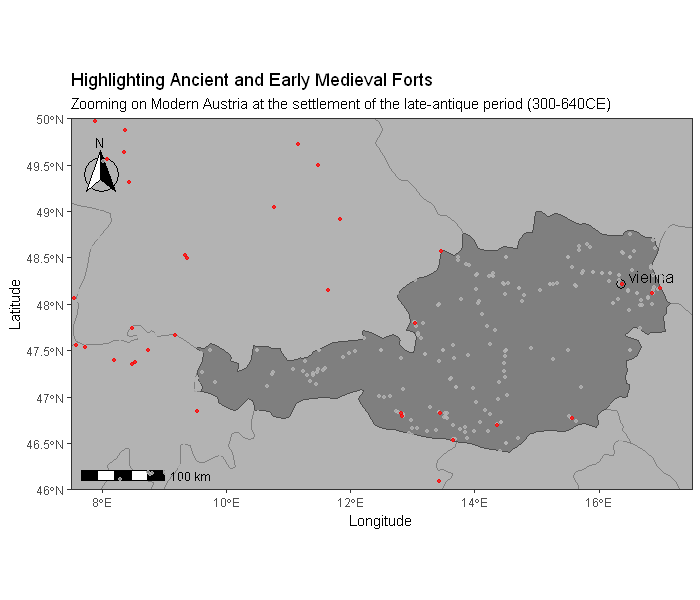 Highlighting Ancient and Early Medieval Forts
Zooming on Modern Austria at the settlement of the late-antique period (300-640CE)
50°N
49.5°N
49°N
48.5°N
48°N
47.5°N
47°N
46.5°N
46°N
Latitude
N
vienna
100 km
8°E
10°E
12°E
14°E
16°E
Longitude